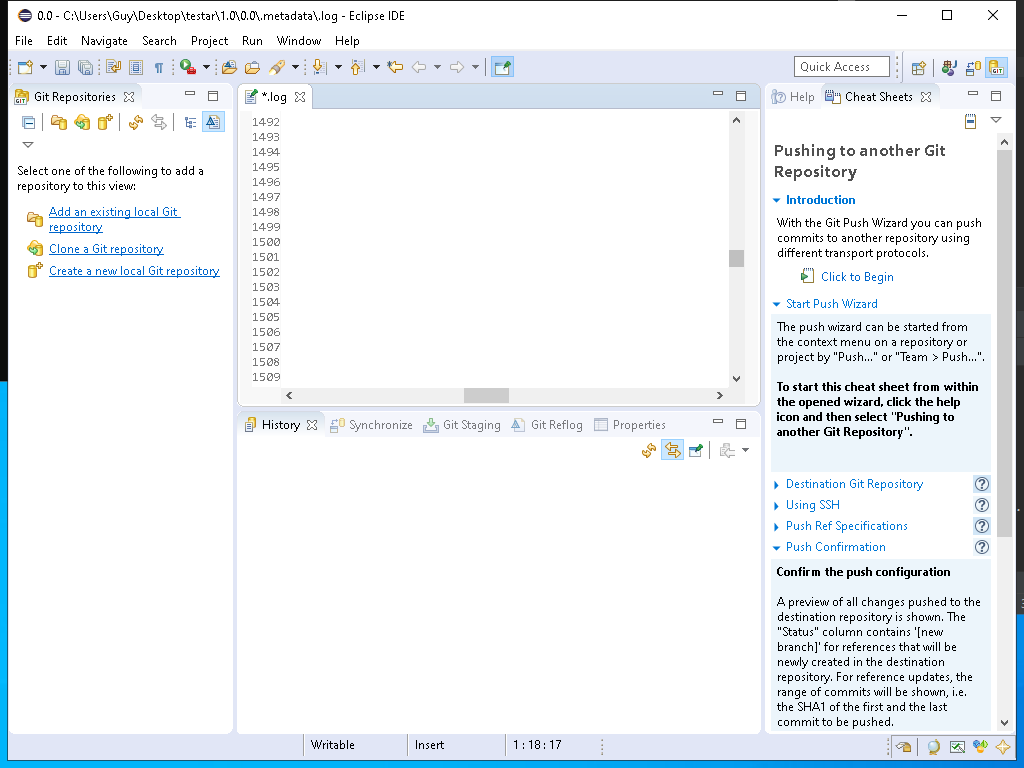 0.0 - C:\Users\Guy\Desktop\testar\1.0\0.0\.metadata\.log - Eclipse IDE
File Edit Navigate Search Project Run Window Help
Quick Access
GIT
Git Repositories
Select one of the following to add a
repository to this view:
Add an existing local Git
repository
Clone a Git repository
Create a new local Git repository
*.log
1492
1493
1494
1495
1496
1497
1498
1499
1500
1501
1502
1503
1504
1505
1506
1507
1508
1509
History Synchronize Git Staging Git Reflog Properties
Help Cheat Sheets
Pushing to another Git
Repository
Introduction
With the Git Push Wizard you can push
commits to another repository using
different transport protocols.
Click to Begin
Start Push Wizard
The push wizard can be started from
the context menu on a repository or
project by "Push..." or "Team > Push...".
To start this cheat sheet from within
the opened wizard, click the help
icon and then select "Pushing to
another Git Repository".
Destination Git Repository
Using SSH
Push Ref Specifications
Push Confirmation
Confirm the push configuration
A preview of all changes pushed to the
destination repository is shown. The
"Status" column contains '[new
branch]' for references that will be
newly created in the destination
repository. For reference updates, the
range of commits will be shown, i.e.
the SHA1 of the first and the last
commit to be pushed.
Writable Insert 1 : 18 : 17